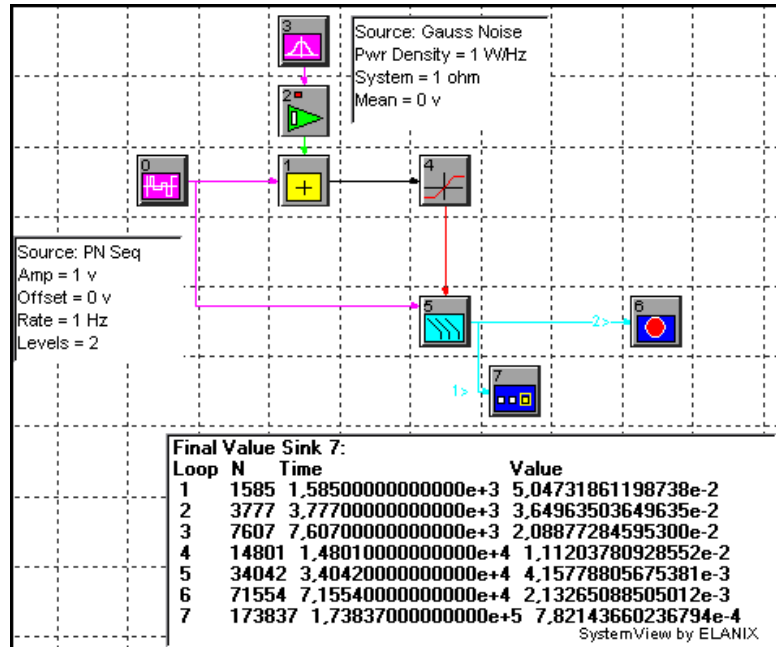 3
Source: Gauss Noise
Pwr Density = 1 W/Hz
System = 1 ohm
Mean = 0 v
2
0
1
4
Source: PN Seq
Amp = 1 v
Offset = 0 v
Rate = 1 Hz
Levels = 2
5
2>
6
1>
7
Final Value Sink 7:
Loop N Time Value
1 1585 1,58500000000000e+3 5,04731861198738e-2
2 3777 3,77700000000000e+3 3,64963503649635e-2
3 7607 7,60700000000000e+3 2,08877284595300e-2
4 14801 1,48010000000000e+4 1,11203780928552e-2
5 34042 3,40420000000000e+4 4,15778805675381e-3
6 71554 7,15540000000000e+4 2,13265088505012e-3
7 173837 1,73837000000000e+5 7,82143660236794e-4
SystemView by ELANIX